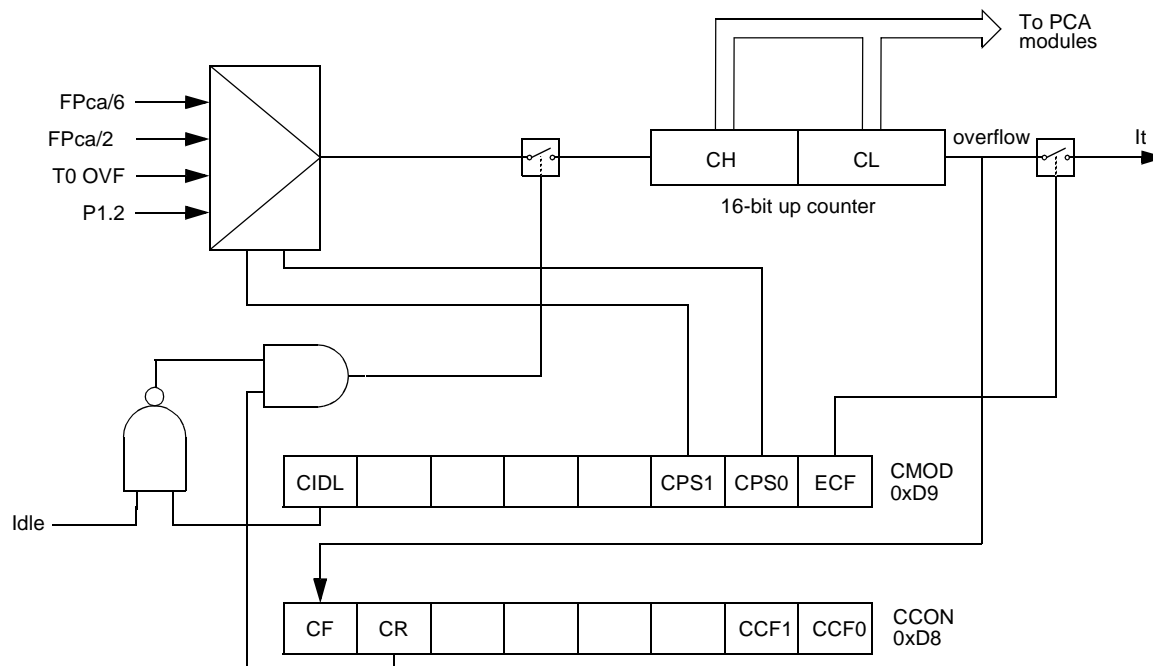 To PCA
modules
FPca/6
FPca/2
T0 OVF
P1.2
CH
CL
overflow
It
16-bit up counter
CIDL
CPS1
CPS0
ECF
CMOD
0xD9
Idle
CF
CR
CCF1
CCF0
CCON
0xD8